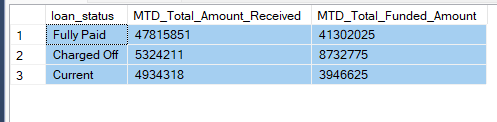 loan_status MTD_Total_Amount_Received MTD_Total_Funded_Amount
1 Fully Paid 47815851 41302025
2 Charged Off 5324211 8732775
3 Current 4934318 3946625